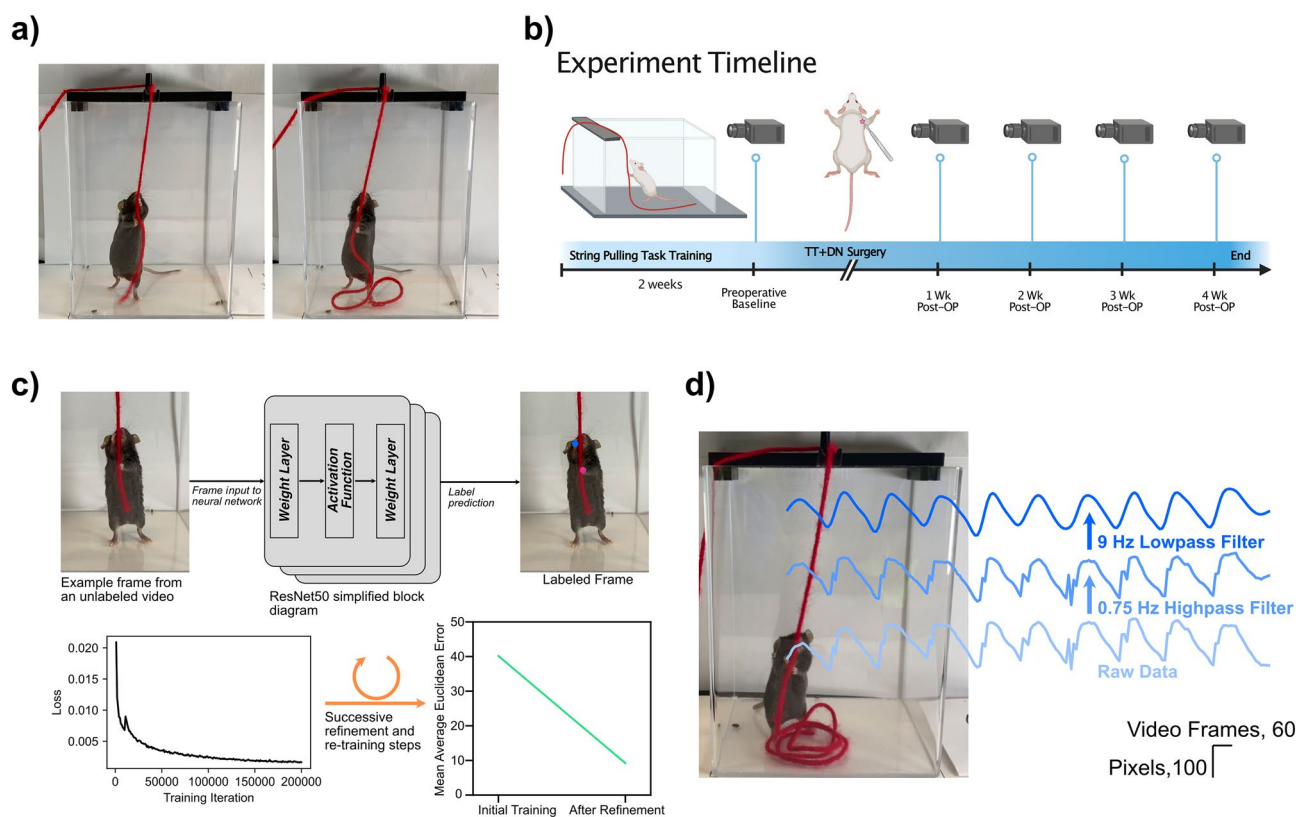 a)
b)
Experiment Timeline
String Pulling Task Training
TT+DN Surgery
End
2 weeks
Preoperative
Baseline
1 Wk
Post-OP
2 Wk
Post-OP
3 Wk
Post-OP
4 Wk
Post-OP
c)
Frame input to
neural network
Weight Layer
Activation
Function
Weight Layer
Label
prediction
Example frame from
an unlabeled video
ResNet50 simplified block
diagram
Labeled Frame
0.020
0.015
0.010
0.005
Loss
0
50000
100000
150000
200000
Training Iteration
Successive
refinement and
re-training steps
Mean Average Euclidean Error
50
40
30
20
10
0
Initial Training
After Refinement
d)
9 Hz Lowpass Filter
0.75 Hz Highpass Filter
Raw Data
Video Frames, 60
Pixels,100